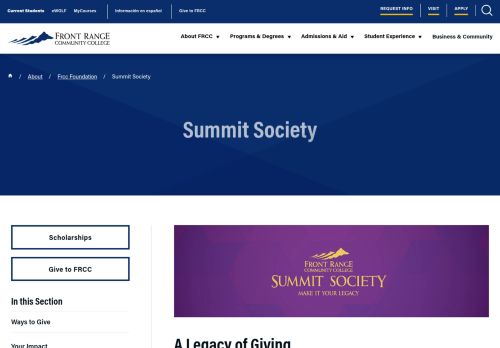 Current Students eWOLF MyCourses Información en español Give to FRCC REQUEST INFO VISIT APPLY
FRONT RANGE
COMMUNITY COLLEGE
About FRCC Programs & Degrees Admissions & Aid Student Experience Business & Community
/ About / Frcc Foundation / Summit Society
Summit Society
Scholarships
Give to FRCC
In this Section
Ways to Give
Your Impact
FRONT RANGE
COMMUNITY COLLEGE
SUMMIT SOCIETY
MAKE IT YOUR LEGACY
A Legacy of Giving